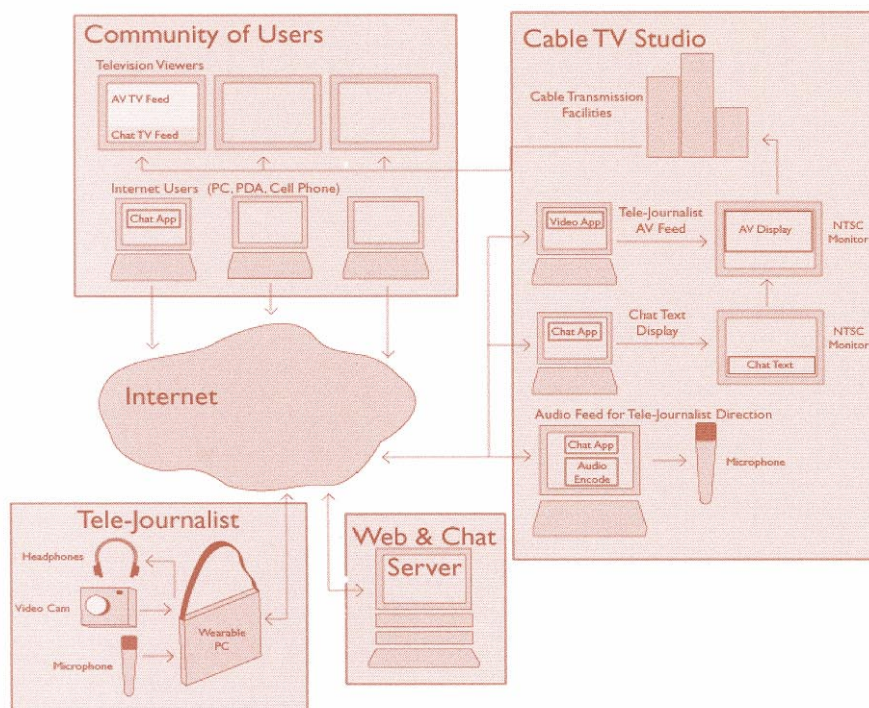 Community of Users
Television Viewers
AV TV Feed
Chat TV Feed
Internet Users (PC, PDA, Cell Phone)
Chat App
Internet
Cable TV Studio
Cable Transmission
Facilities
Video App
Tele-Journalist
AV Feed
AV Display
NTSC
Monitor
Chat App
Chat Text
Display
Chat Text
NTSC
Monitor
Audio Feed for Tele-Journalist Direction
Chat App
Audio
Encode
Microphone
Tele-Journalist
Headphones
Video Cam
Microphone
Wearable
PC
Web & Chat
Server